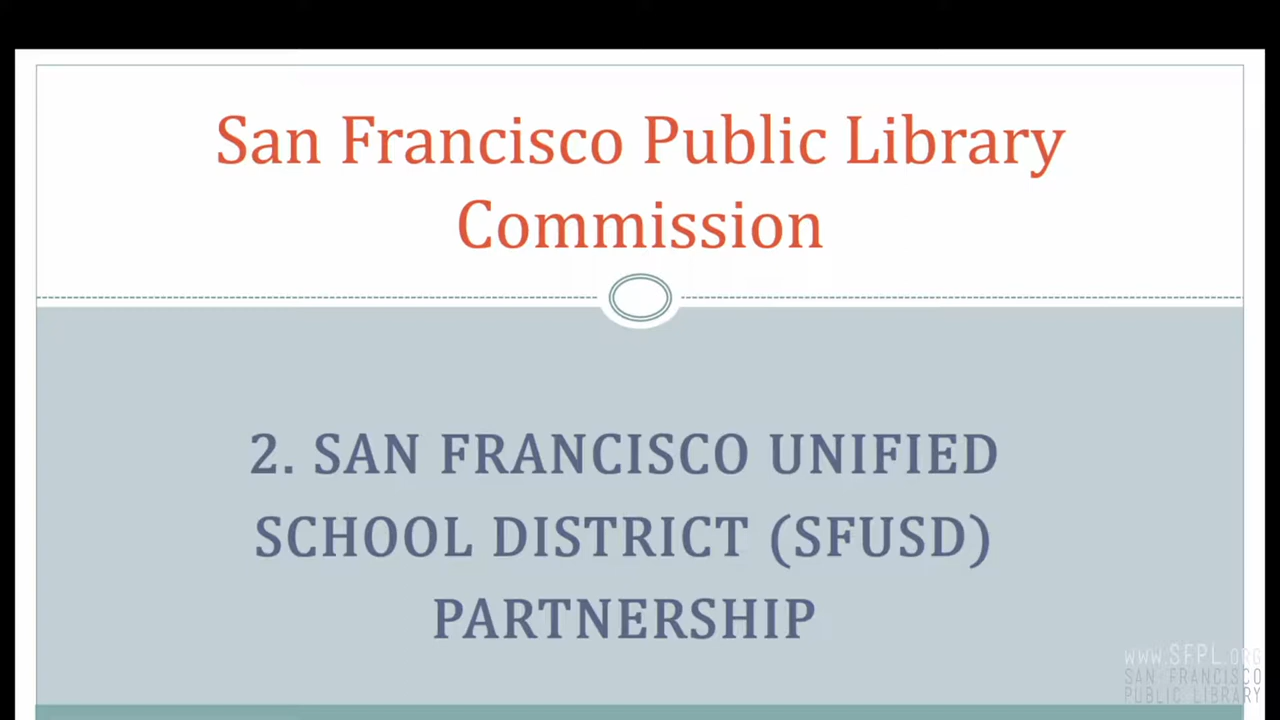 San Francisco Public Library
Commission
2. SAN FRANCISCO UNIFIED
SCHOOL DISTRICT (SFUSD)
PARTNERSHIP
www.SFPL.ORG
SAN FRANCISCO
PUBLIC LIBRARY